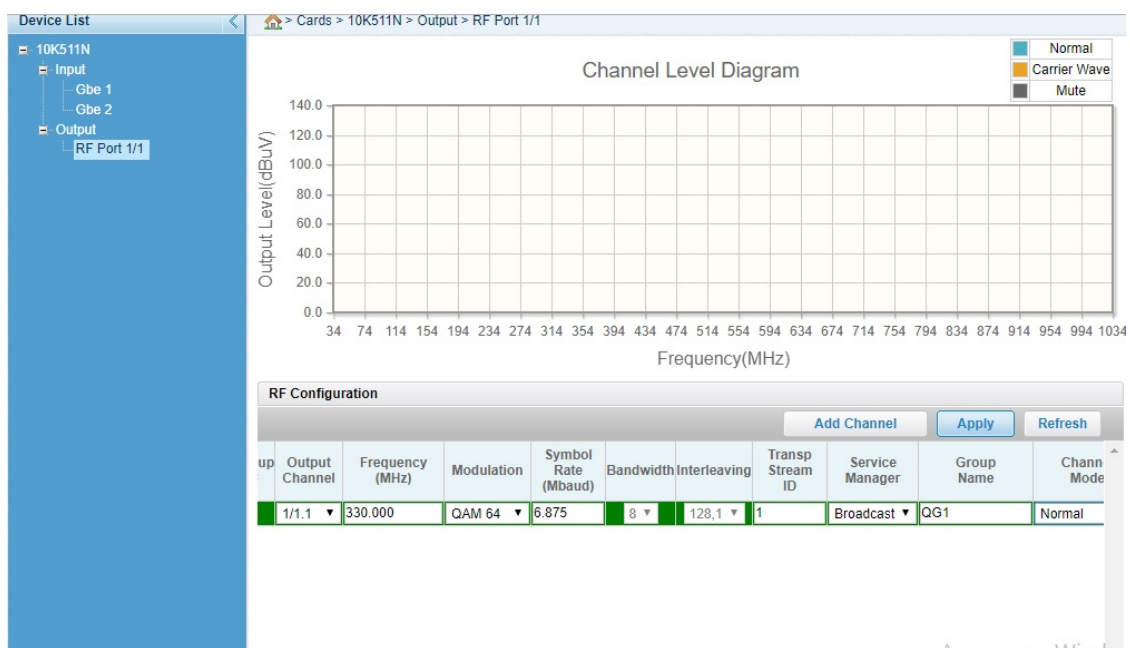 Device List
> Cards > 10K511N > Output > RF Port 1/1
10K511N
Input
Gbe 1
Gbe 2
Output
RF Port 1/1
Channel Level Diagram
Normal
Carrier Wave
Mute
Output Level(dBuV)
140.0
120.0
100.0
80.0
60.0
40.0
20.0
0.0
34 74 114 154 194 234 274 314 354 394 434 474 514 554 594 634 674 714 754 794 834 874 914 954 994 1034
Frequency(MHz)
RF Configuration
Add Channel Apply Refresh
up Output Channel Frequency (MHz) Modulation Symbol Rate (Mbaud) Bandwidth Interleaving Transp Stream ID Service Manager Group Name Chann Mode
1/1.1 330.000 QAM 64 6.875 8 128,1 1 Broadcast QG1 Normal